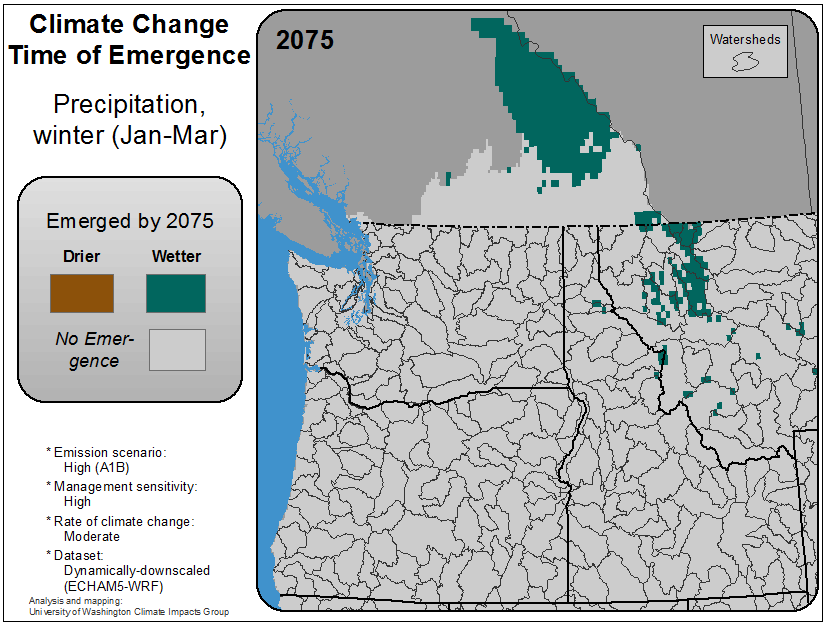 Climate Change
Time of Emergence
Precipitation,
winter (Jan-Mar)
Emerged by 2075
Drier
Wetter
No Emer-
gence
* Emission scenario:
High (A1B)
* Management sensitivity:
High
* Rate of climate change:
Moderate
* Dataset:
Dynamically-downscaled
(ECHAM5-WRF)
Analysis and mapping:
University of Washington Climate Impacts Group
2075
Watersheds